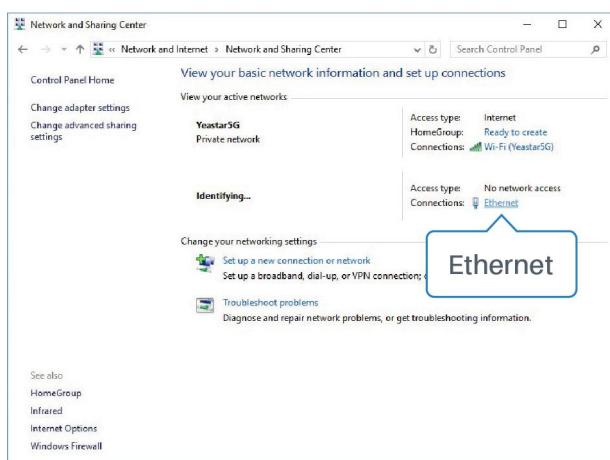 Network and Sharing Center
« Network and Internet › Network and Sharing Center
Search Control Panel
Control Panel Home
Change adapter settings
Change advanced sharing
settings
View your basic network information and set up connections
View your active networks
Yeastar5G
Private network
Access type: Internet
HomeGroup: Ready to create
Connections: Wi-Fi (Yeastar5G)
Identifying...
Access type: No network access
Connections: Ethernet
Ethernet
Change your networking settings
Set up a new connection or network
Set up a broadband, dial-up, or VPN connection;
Troubleshoot problems
Diagnose and repair network problems, or get troubleshooting information.
See also
HomeGroup
Infrared
Internet Options
Windows Firewall